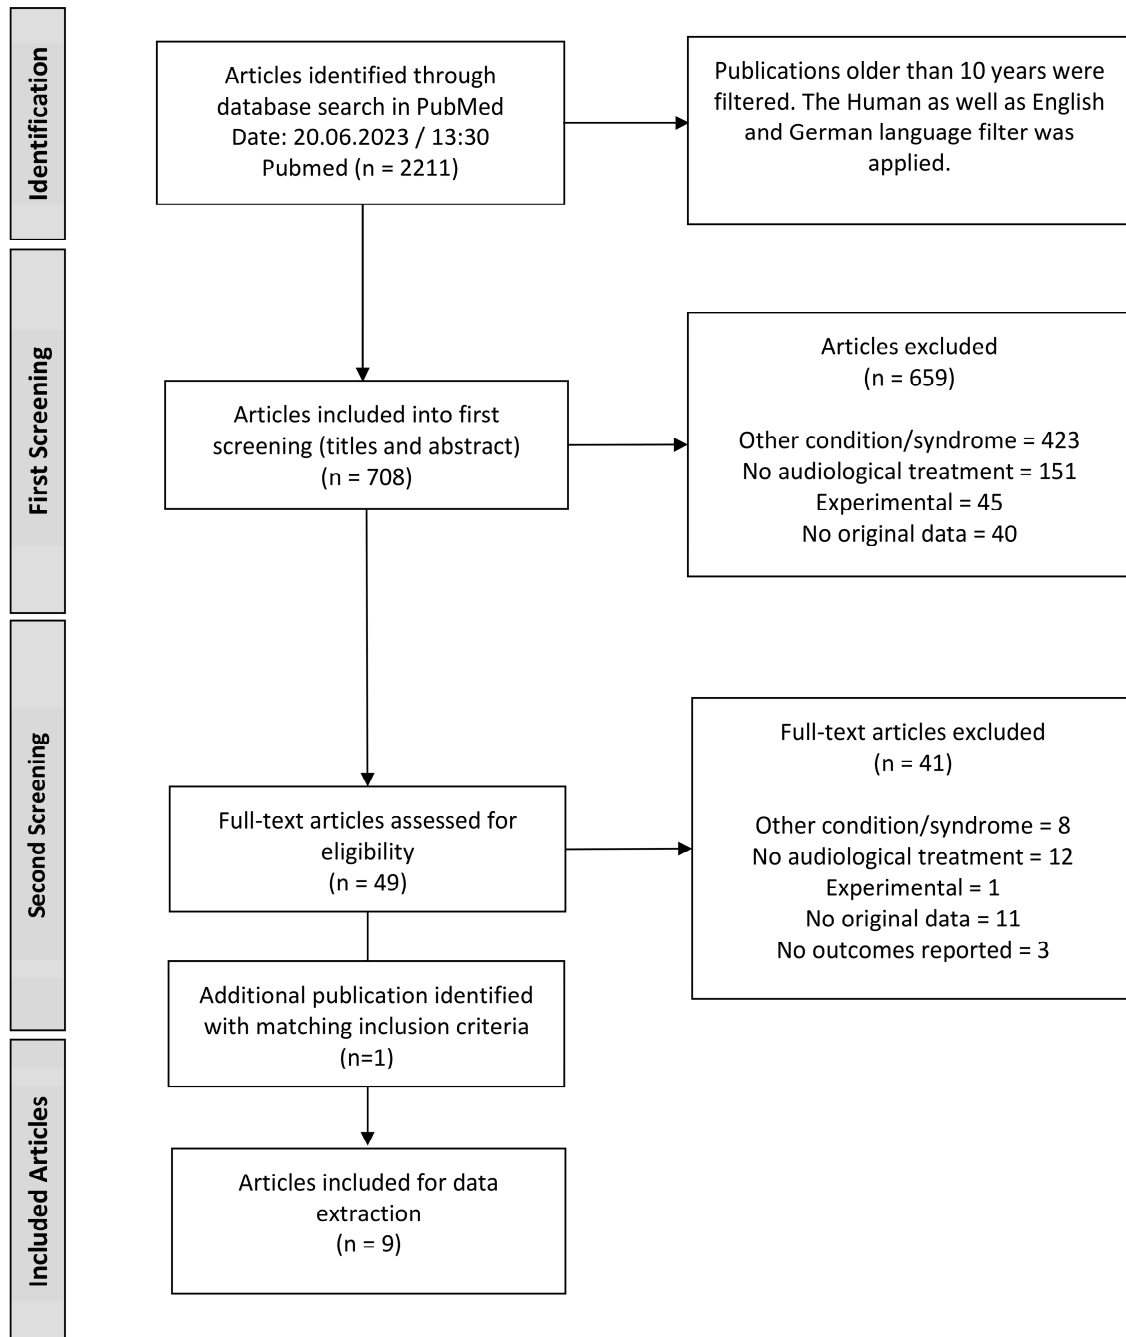 Identification
Articles identified through
database search in PubMed
Date: 20.06.2023 / 13:30
Pubmed (n = 2211)
Publications older than 10 years were
filtered. The Human as well as English
and German language filter was
applied.
First Screening
Articles included into first
screening (titles and abstract)
(n = 708)
Articles excluded
(n = 659)
Other condition/syndrome = 423
No audiological treatment = 151
Experimental = 45
No original data = 40
Second Screening
Full-text articles assessed for
eligibility
(n = 49)
Full-text articles excluded
(n = 41)
Other condition/syndrome = 8
No audiological treatment = 12
Experimental = 1
No original data = 11
No outcomes reported = 3
Additional publication identified
with matching inclusion criteria
(n=1)
Included Articles
Articles included for data
extraction
(n = 9)